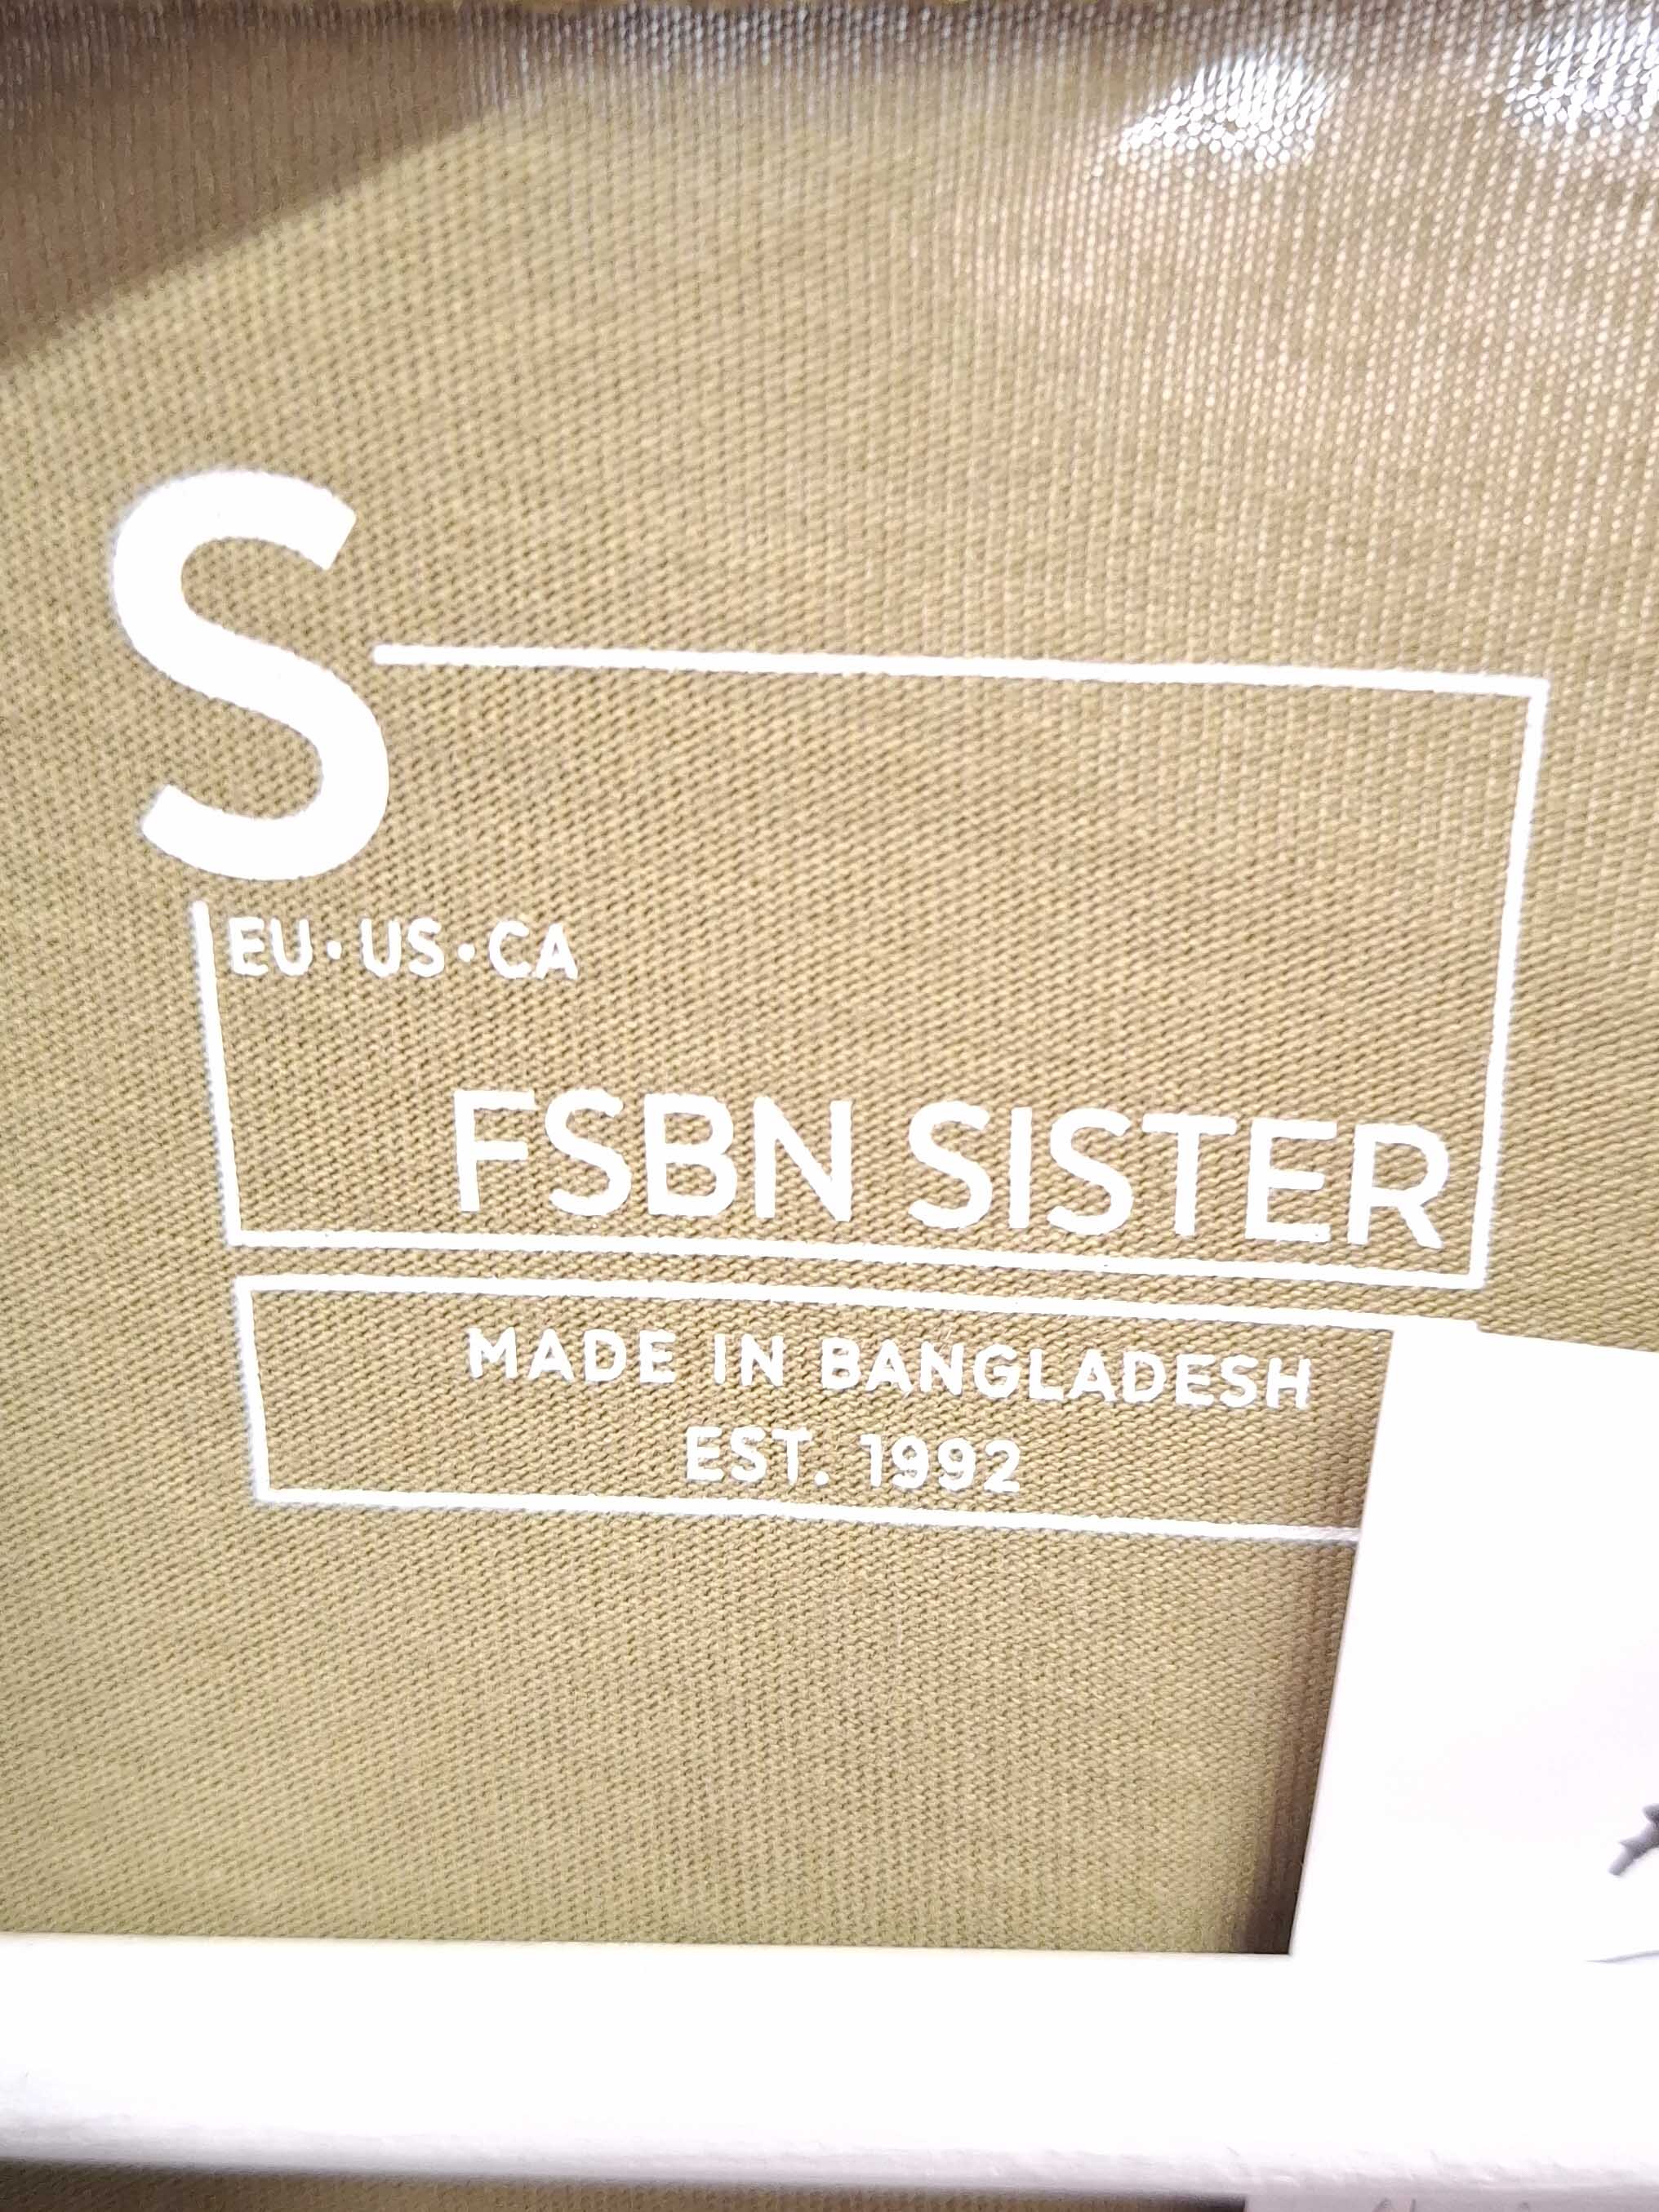 S
EU·US·CA
FSBN SISTER
MADE IN BANGLADESH
EST. 1992